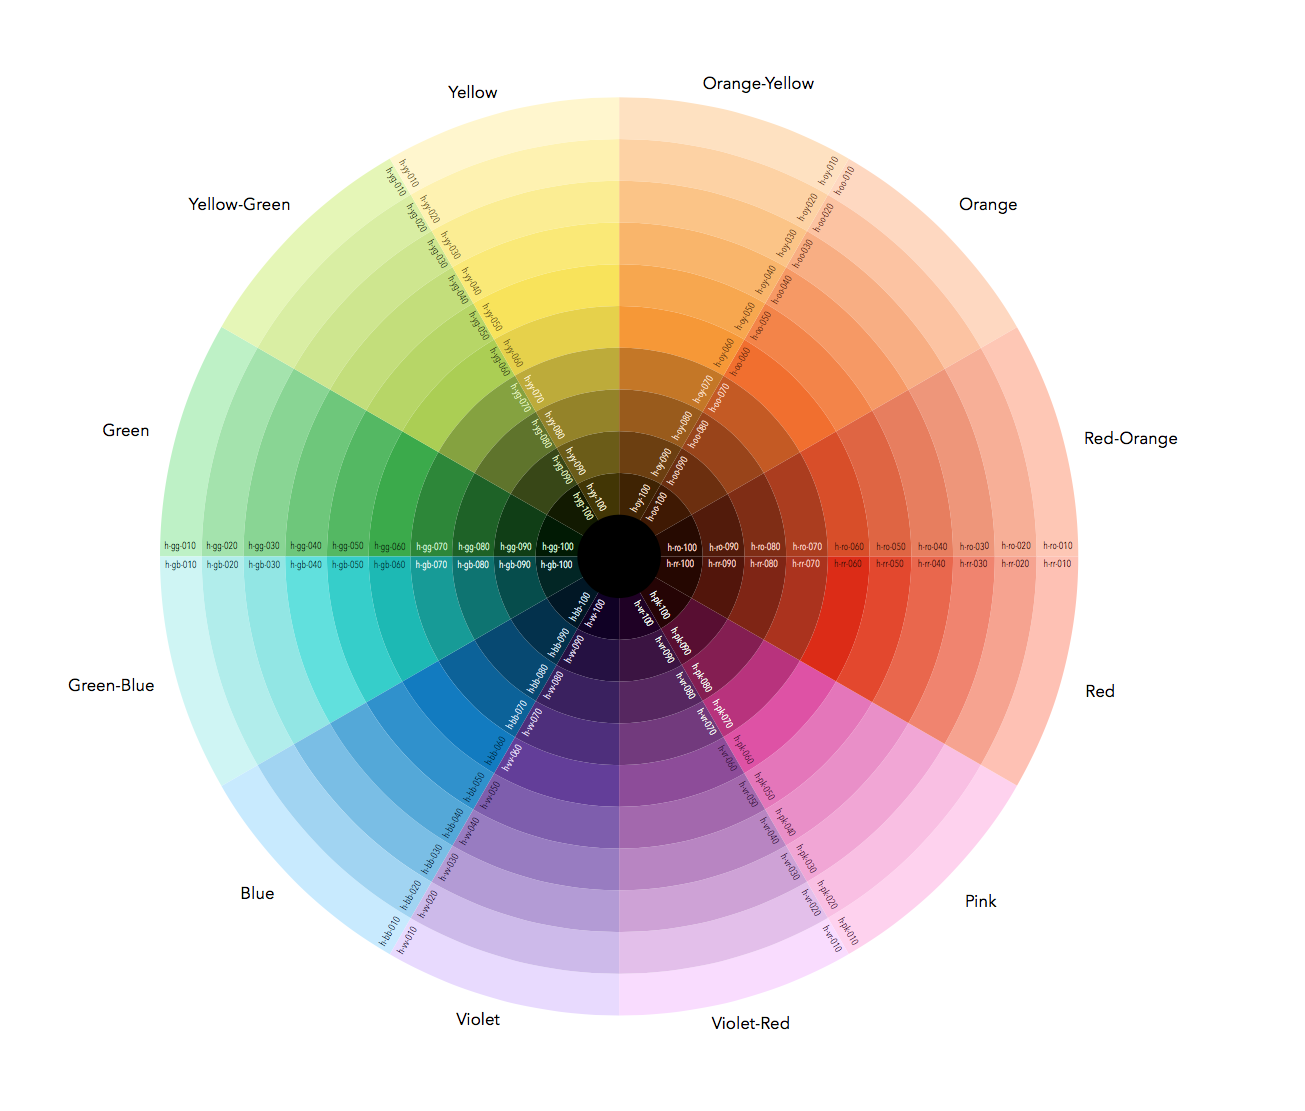 Orange-Yellow
Yellow
Yellow-Green
Orange
Green
Red-Orange
Green-Blue
Red
Blue
Pink
Violet
Violet-Red
h-yy-010
h-yy-020
h-yy-030
h-yy-040
h-yy-050
h-yy-060
h-yy-070
h-yy-080
h-yy-090
h-yy-100
h-oy-010
h-oy-020
h-oy-030
h-oy-040
h-oy-050
h-oy-060
h-oy-070
h-oy-080
h-oy-090
h-oy-100
h-oo-010
h-oo-020
h-oo-030
h-oo-040
h-oo-050
h-oo-060
h-oo-070
h-oo-080
h-oo-090
h-oo-100
h-yg-010
h-yg-020
h-yg-030
h-yg-040
h-yg-050
h-yg-060
h-yg-070
h-yg-080
h-yg-090
h-yg-100
h-gg-010 h-gg-020 h-gg-030 h-gg-040 h-gg-050 h-gg-060 h-gg-070 h-gg-080 h-gg-090 h-gg-100
h-ro-100 h-ro-090 h-ro-080 h-ro-070 h-ro-060 h-ro-050 h-ro-040 h-ro-030 h-ro-020 h-ro-010
h-gb-010 h-gb-020 h-gb-030 h-gb-040 h-gb-050 h-gb-060 h-gb-070 h-gb-080 h-gb-090 h-gb-100
h-rr-100 h-rr-090 h-rr-080 h-rr-070 h-rr-060 h-rr-050 h-rr-040 h-rr-030 h-rr-020 h-rr-010
h-bb-100
h-bb-090
h-bb-080
h-bb-070
h-bb-060
h-bb-050
h-bb-040
h-bb-030
h-bb-020
h-bb-010
h-vv-100
h-vv-090
h-vv-080
h-vv-070
h-vv-060
h-vv-050
h-vv-040
h-vv-030
h-vv-020
h-vv-010
h-vr-100
h-vr-090
h-vr-080
h-vr-070
h-vr-060
h-vr-050
h-vr-040
h-vr-030
h-vr-020
h-vr-010
h-pk-100
h-pk-090
h-pk-080
h-pk-070
h-pk-060
h-pk-050
h-pk-040
h-pk-030
h-pk-020
h-pk-010